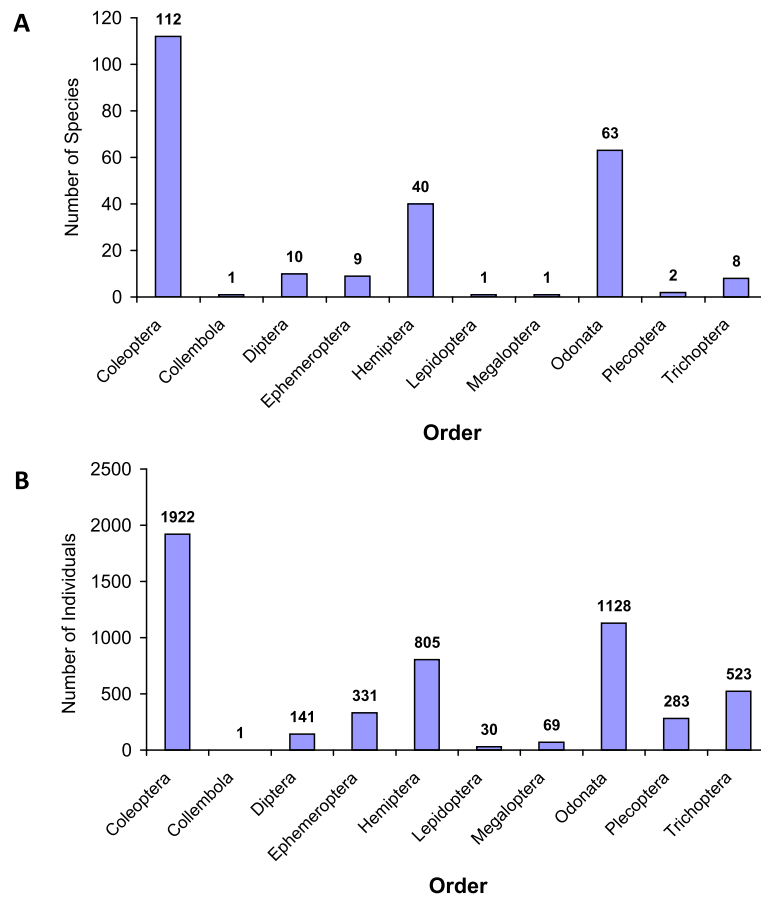 A
Number of Species
120
100
80
60
40
20
0
112
1
10
9
40
1
1
63
2
8
Coleoptera
Collembola
Diptera
Ephemeroptera
Hemiptera
Lepidoptera
Megaloptera
Odonata
Plecoptera
Trichoptera
Order
B
Number of Individuals
2500
2000
1500
1000
500
0
1922
1
141
331
805
30
69
1128
283
523
Coleoptera
Collembola
Diptera
Ephemeroptera
Hemiptera
Lepidoptera
Megaloptera
Odonata
Plecoptera
Trichoptera
Order